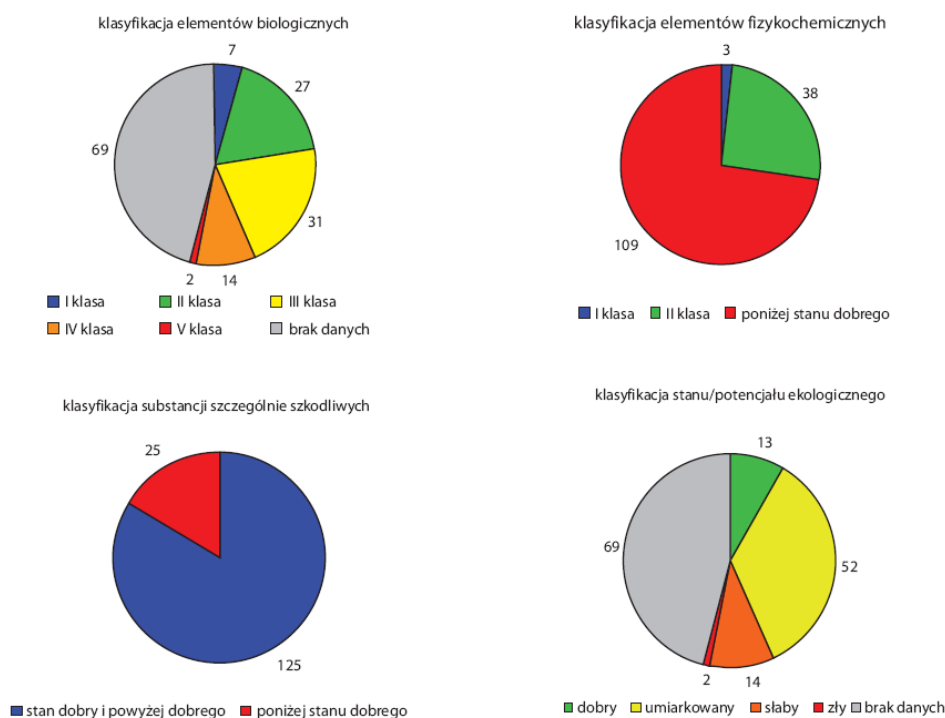 klasyfikacja elementów biologicznych
7
27
69
31
2
14
I klasa II klasa III klasa
IV klasa V klasa brak danych
klasyfikacja elementów fizykochemicznych
3
38
109
I klasa II klasa poniżej stanu dobrego
klasyfikacja substancji szczególnie szkodliwych
25
125
stan dobry i powyżej dobrego poniżej stanu dobrego
klasyfikacja stanu/potencjału ekologicznego
13
69
52
2
14
dobry umiarkowany słaby zły brak danych